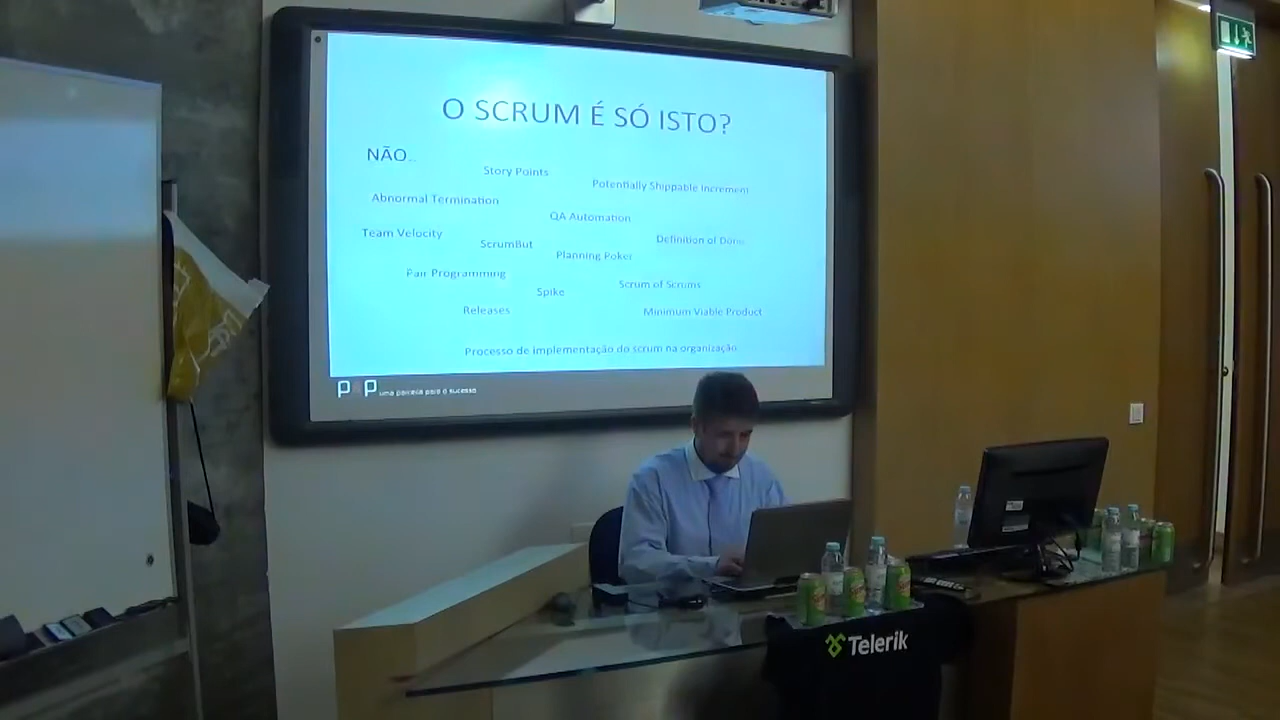 O SCRUM É SÓ ISTO?
NÃO..
Story Points
Potentially Shippable Increment
Abnormal Termination
QA Automation
Team Velocity
ScrumBut
Definition of Done
Planning Poker
Pair Programming
Spike
Scrum of Scrums
Releases
Minimum Viable Product
Processo de implementação do scrum na organização
uma parceria para o sucesso
Telerik